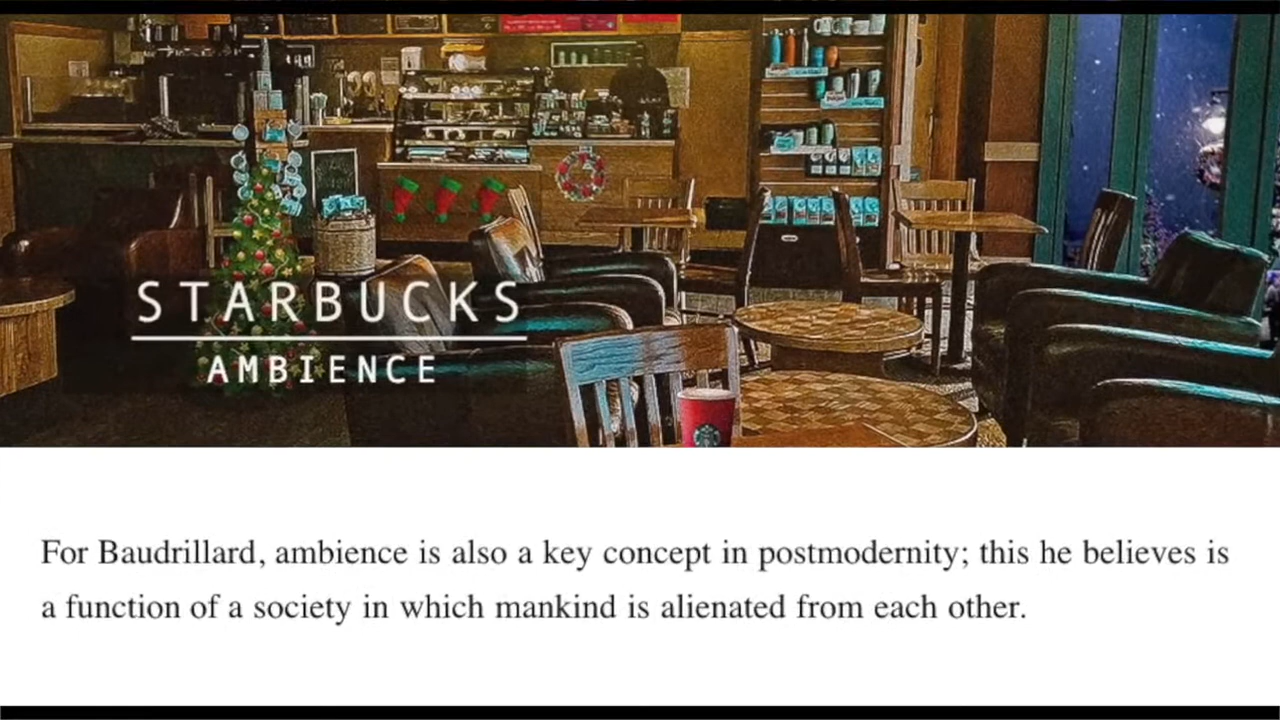 STARBUCKS
AMBIENCE
For Baudrillard, ambience is also a key concept in postmodernity; this he believes is
a function of a society in which mankind is alienated from each other.